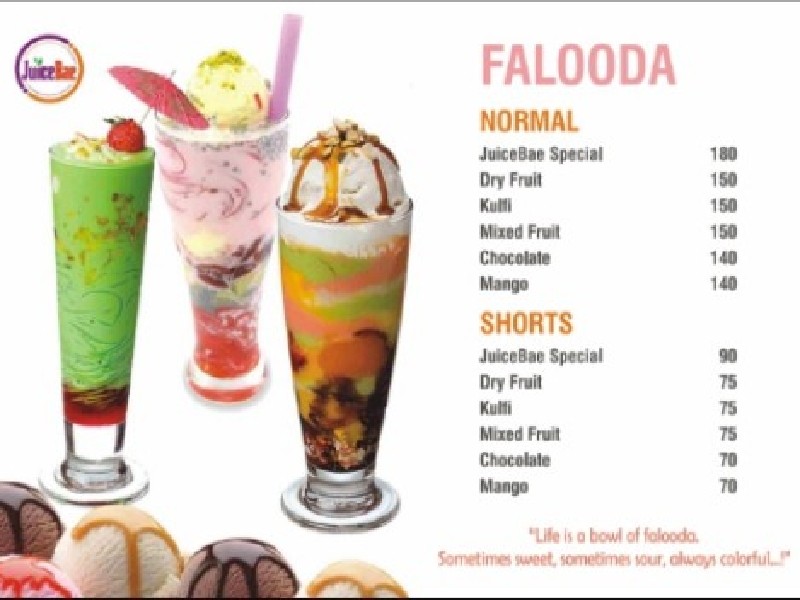 JuiceBae
FALOODA
NORMAL
JuiceBae Special 180
Dry Fruit 150
Kulfi 150
Mixed Fruit 150
Chocolate 140
Mango 140
SHORTS
JuiceBae Special 90
Dry Fruit 75
Kulfi 75
Mixed Fruit 75
Chocolate 70
Mango 70
"Life is a bowl of falooda.
Sometimes sweet, sometimes sour, always colorful...!"